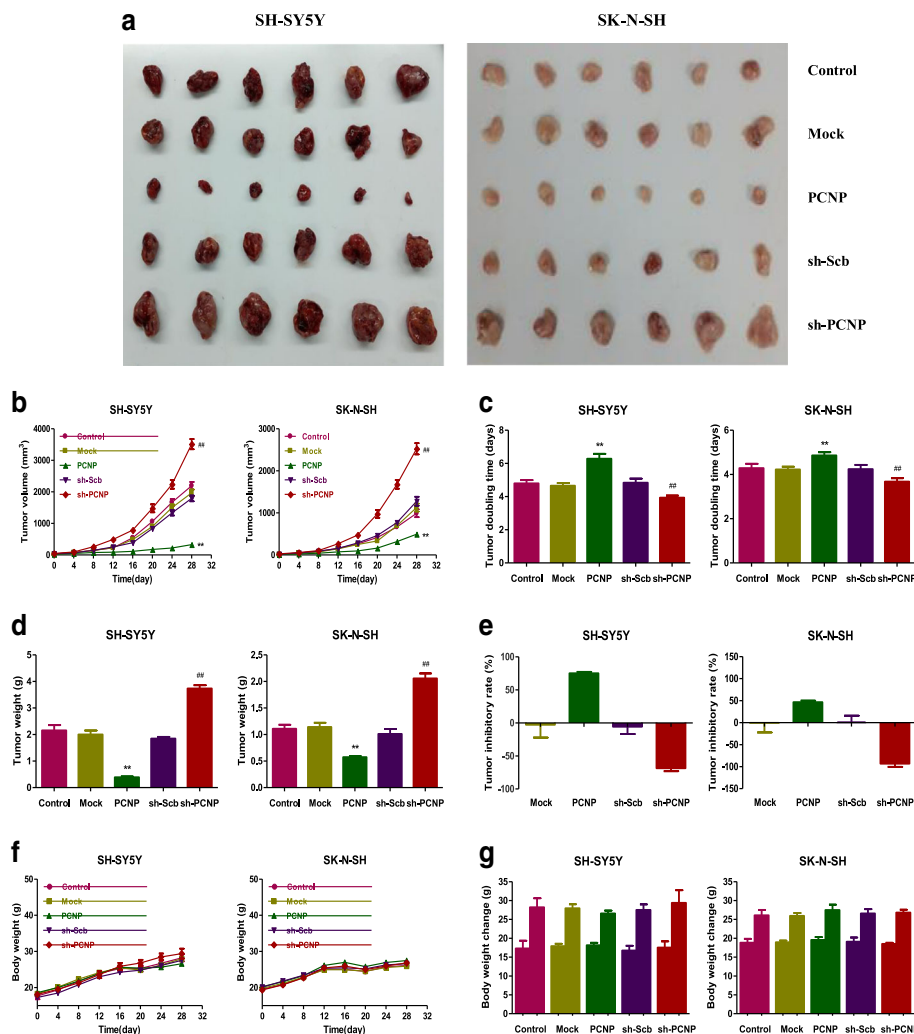 a
SH-SY5Y
SK-N-SH
Control
Mock
PCNP
sh-Scb
sh-PCNP
b
SH-SY5Y
Tumor volume (mm3)
4000
3000
2000
1000
0
Control
Mock
PCNP
sh-Scb
sh-PCNP
##
**
0 4 8 12 16 20 24 28 32
Time(day)
SK-N-SH
Tumor volume (mm3)
3000
2000
1000
0
Control
Mock
PCNP
sh-Scb
sh-PCNP
##
**
0 4 8 12 16 20 24 28 32
Time(day)
c
SH-SY5Y
Tumor doubling time (days)
8
6
4
2
0
**
##
Control Mock PCNP sh-Scb sh-PCNP
SK-N-SH
Tumor doubling time (days)
6
4
2
0
**
##
Control Mock PCNP sh-Scb sh-PCNP
d
SH-SY5Y
Tumor weight (g)
5
4
3
2
1
0
**
##
Control Mock PCNP sh-Scb sh-PCNP
SK-N-SH
Tumor weight (g)
2.5
2.0
1.5
1.0
0.5
0.0
**
##
Control Mock PCNP sh-Scb sh-PCNP
e
SH-SY5Y
Tumor inhibitory rate (%)
100
50
0
-50
-100
Mock PCNP sh-Scb sh-PCNP
SK-N-SH
Tumor inhibitory rate (%)
150
100
50
0
-50
-100
-150
Mock PCNP sh-Scb sh-PCNP
f
SH-SY5Y
Body weight (g)
50
40
30
20
Control
Mock
PCNP
sh-Scb
sh-PCNP
0 4 8 12 16 20 24 28 32
Time(day)
SK-N-SH
Body weight (g)
50
40
30
20
Control
Mock
PCNP
sh-Scb
sh-PCNP
0 4 8 12 16 20 24 28 32
Time(day)
g
SH-SY5Y
Body weight change (g)
35
30
25
20
15
10
5
0
Control Mock PCNP sh-Scb sh-PCNP
SK-N-SH
Body weight change (g)
35
30
25
20
15
10
5
0
Control Mock PCNP sh-Scb sh-PCNP